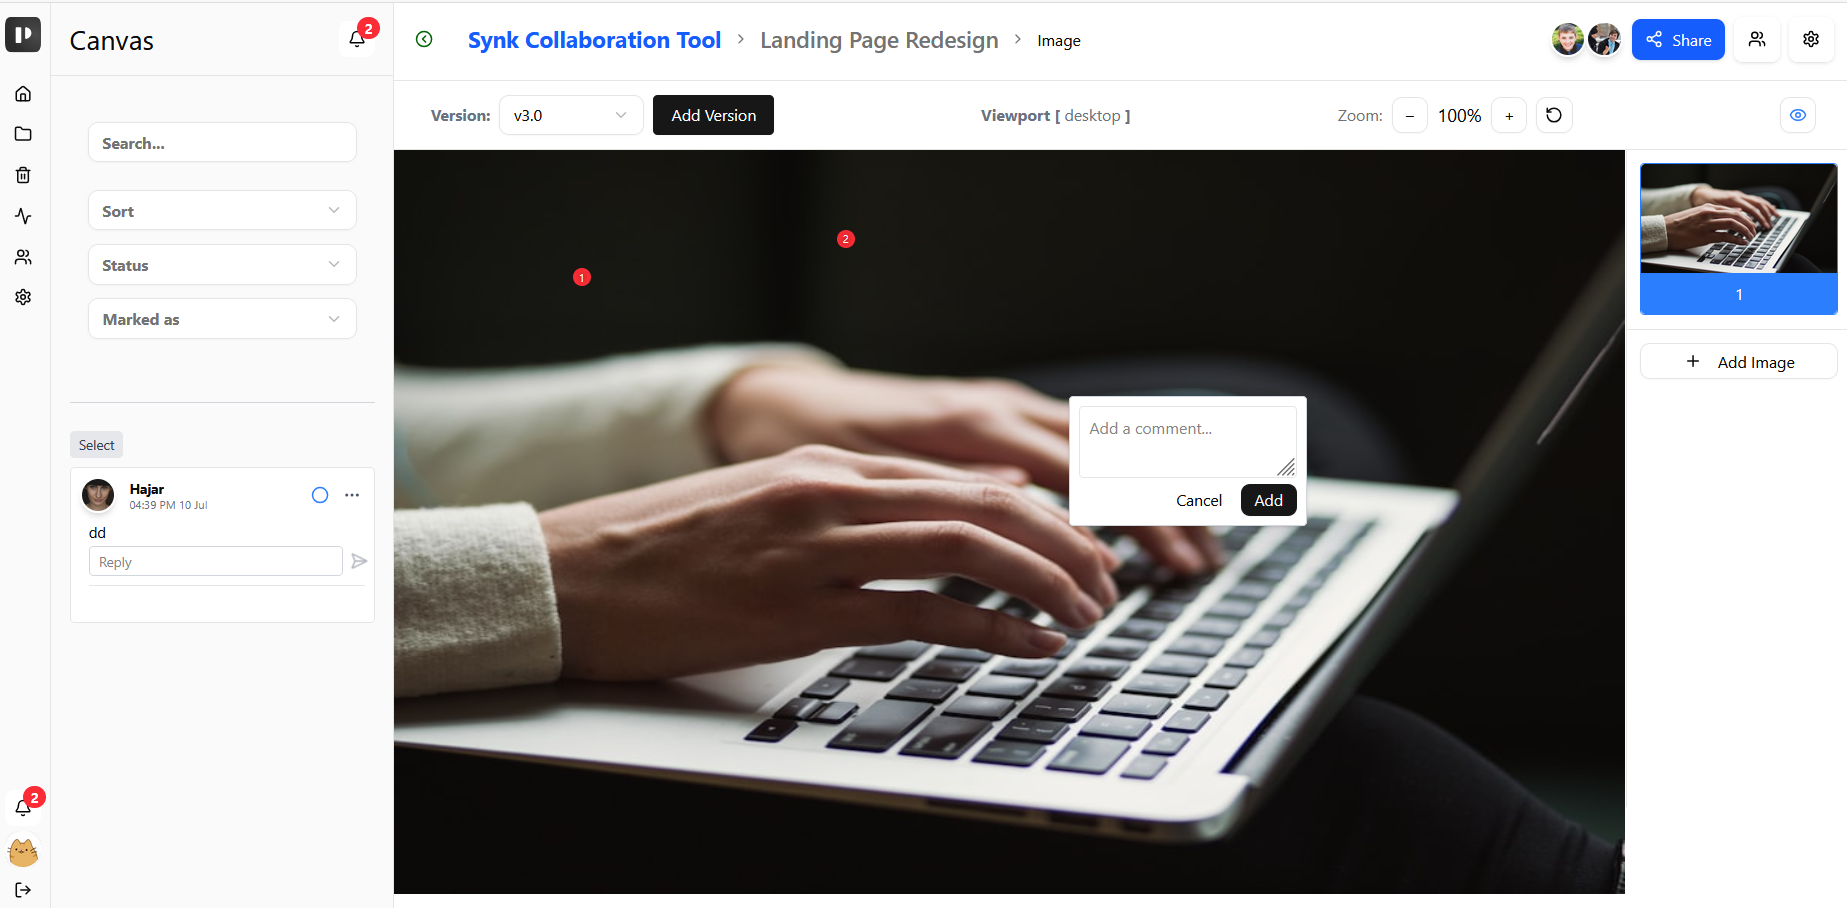 Canvas
2
Synk Collaboration Tool > Landing Page Redesign > Image
Share
Version:
v3.0
Add Version
Viewport [ desktop ]
Zoom:
−
100%
+
Search...
Sort
Status
Marked as
Select
Hajar
04:39 PM 10 Jul
dd
Reply
2
1
2
Add a comment...
Cancel
Add
1
+ Add Image